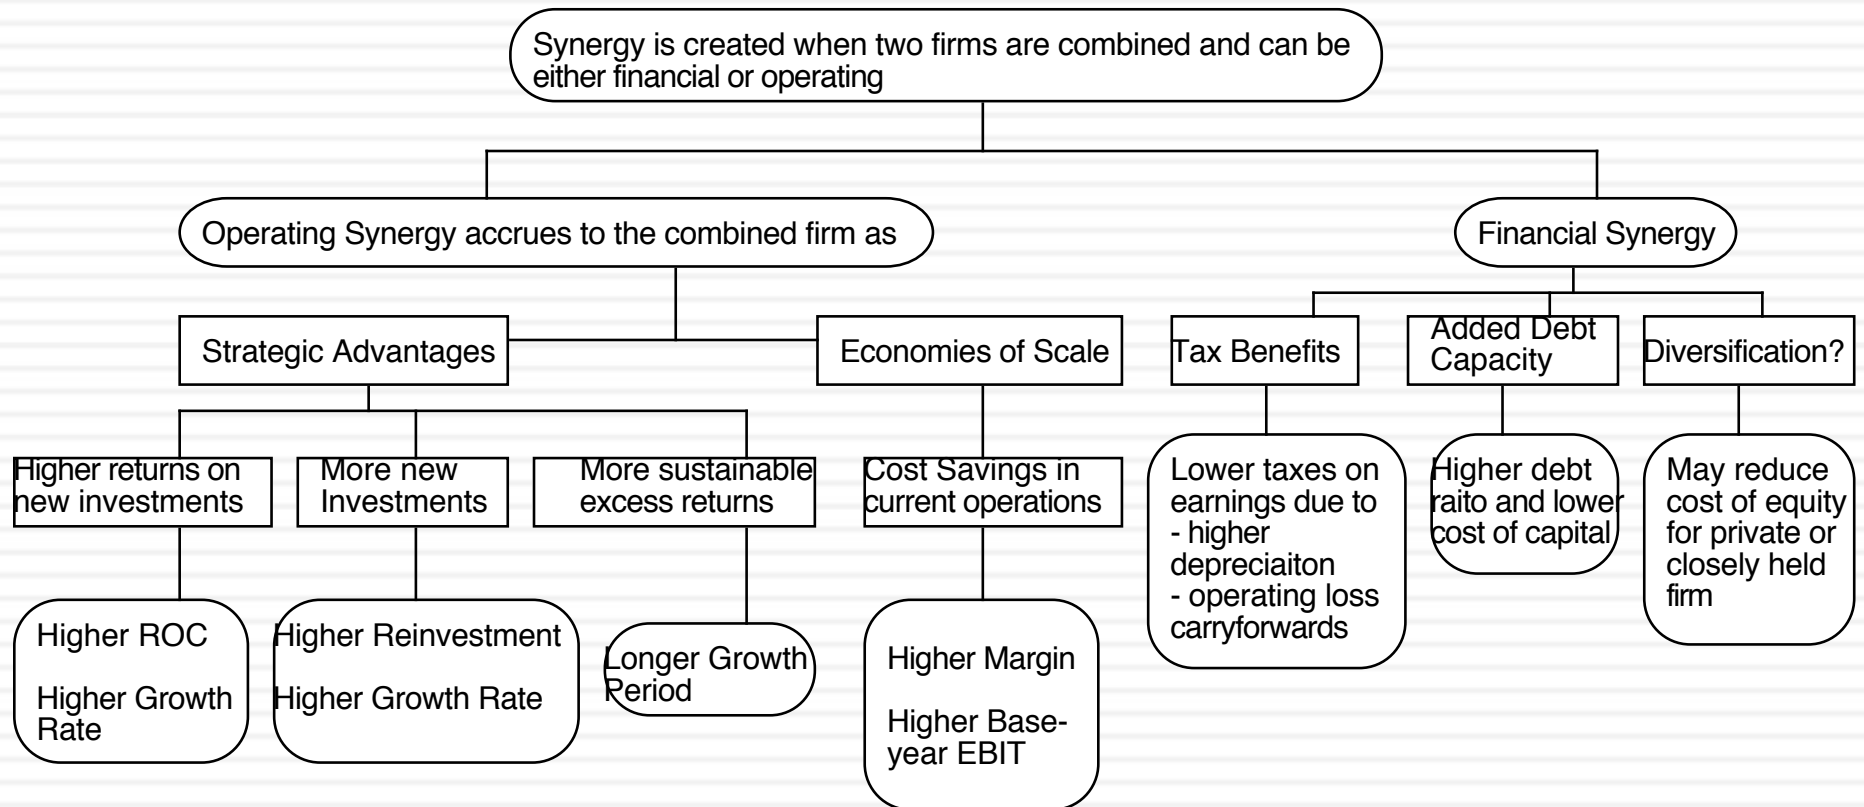 Synergy is created when two firms are combined and can be
either financial or operating
Operating Synergy accrues to the combined firm as
Financial Synergy
Strategic Advantages
Economies of Scale
Tax Benefits
Added Debt
Capacity
Diversification?
Higher returns on
new investments
More new
Investments
More sustainable
excess returns
Cost Savings in
current operations
Lower taxes on
earnings due to
- higher
depreciaiton
- operating loss
carryforwards
Higher debt
raito and lower
cost of capital
May reduce
cost of equity
for private or
closely held
firm
Higher ROC
Higher Growth
Rate
Higher Reinvestment
Higher Growth Rate
Longer Growth
Period
Higher Margin
Higher Base-
year EBIT